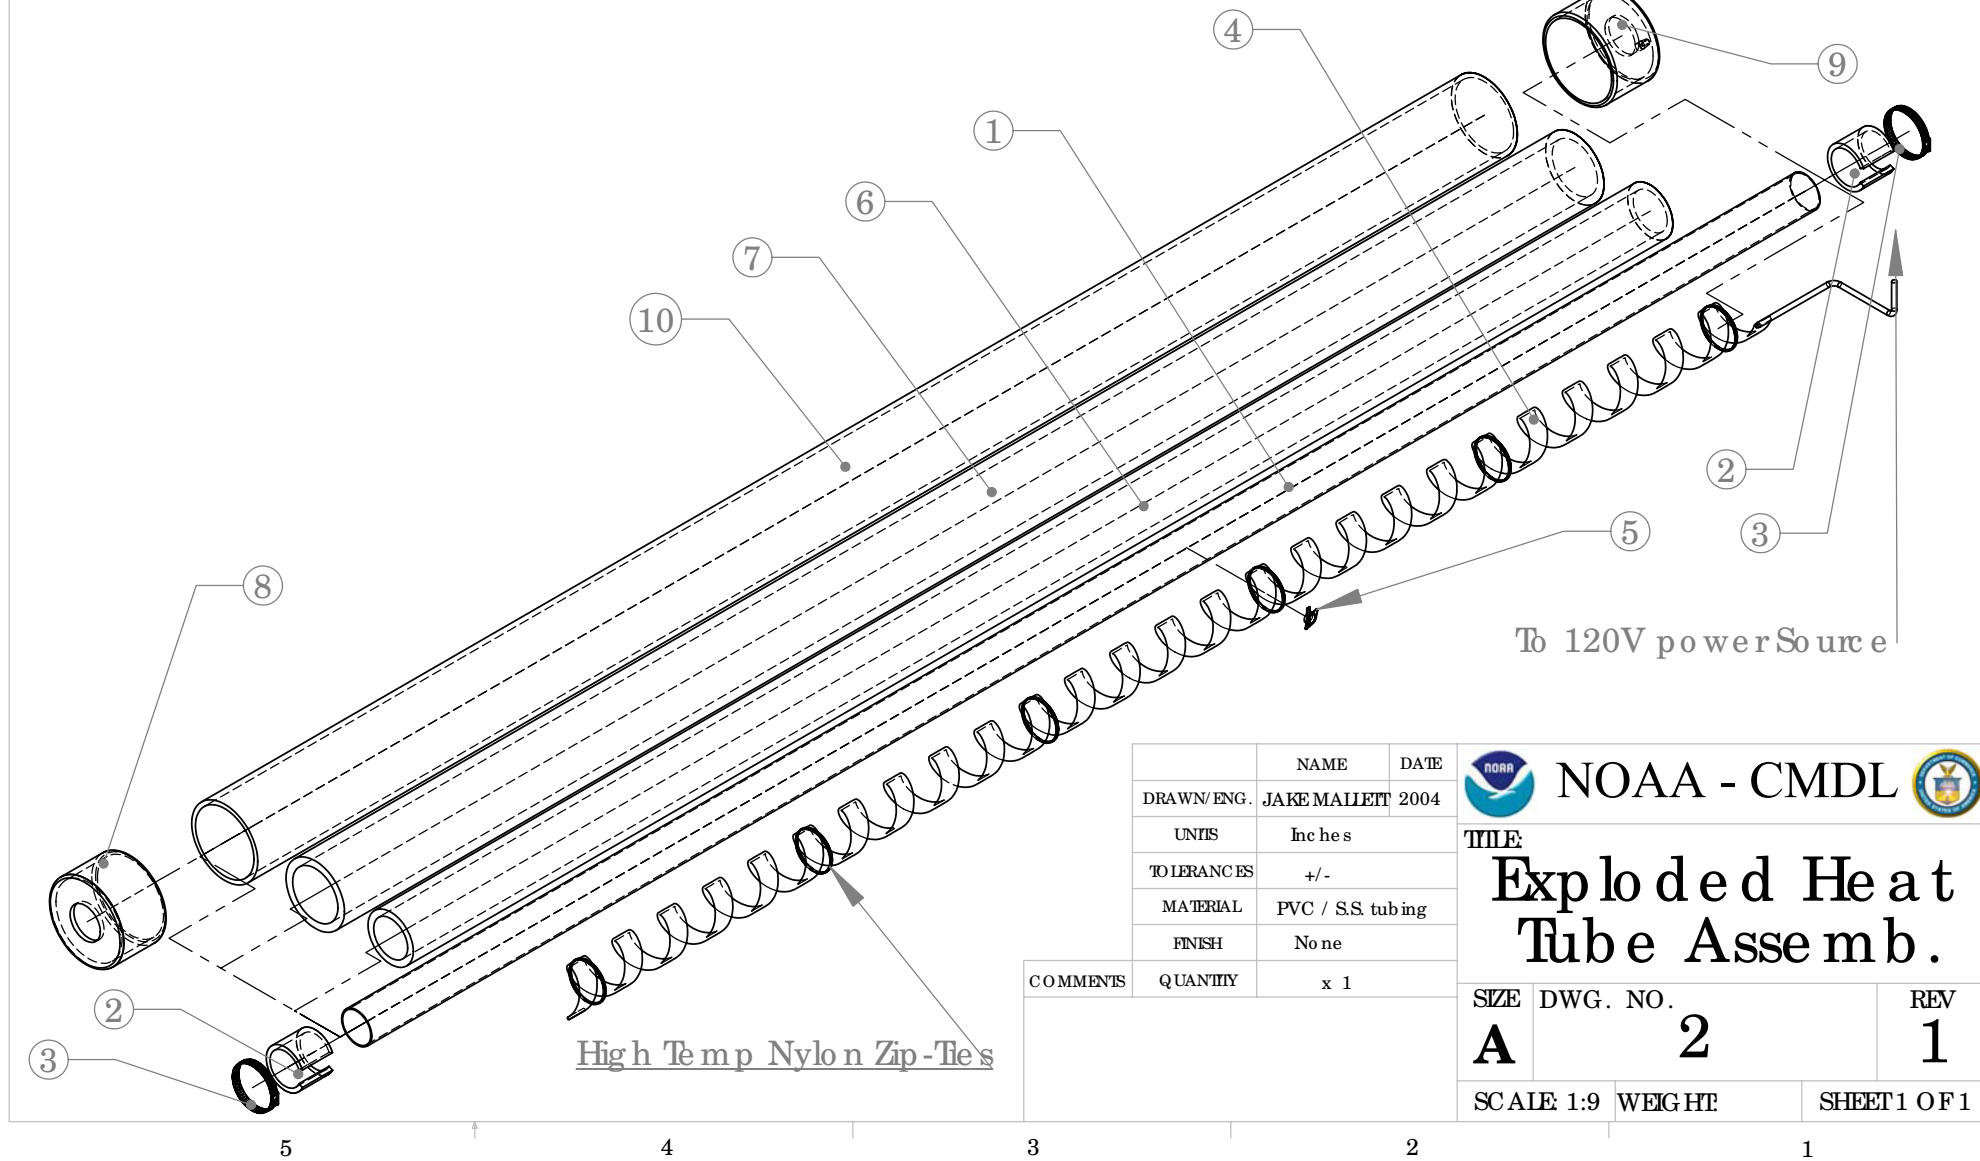 4
9
1
6
7
10
2
3
5
8
To 120V power Source
2
3
High Temp Nylon Zip-Ties
NAME DATE
DRAWN/ENG. JAKE MALLETT 2004
UNITS Inches
TOLERANCES +/-
MATERIAL PVC / S.S. tubing
FINISH None
COMMENTS QUANTITY x 1
NOAA
NOAA - CMDL
TITLE:
Exploded Heat
Tube Assemb.
SIZE DWG. NO. REV
A 2 1
SCALE: 1:9 WEIGHT: SHEET 1 OF 1
5 4 3 2 1